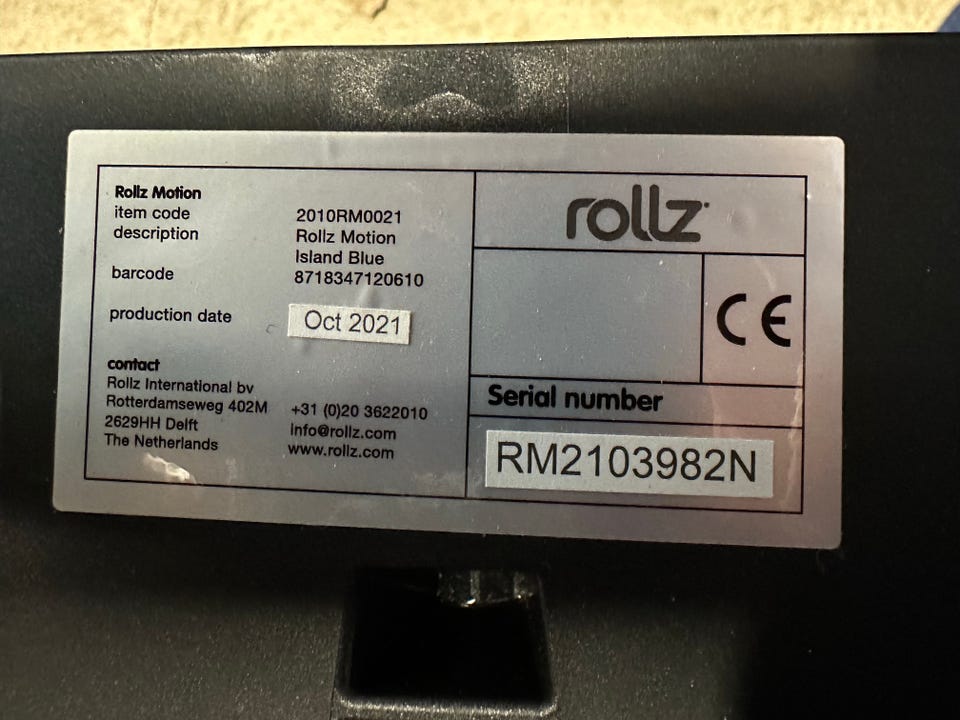 Rollz Motion
item code 2010RM0021
description Rollz Motion
Island Blue
barcode 8718347120610
production date Oct 2021
contact
Rollz International bv
Rotterdamseweg 402M +31 (0)20 3622010
2629HH Delft info@rollz.com
The Netherlands www.rollz.com
rollz
CE
Serial number
RM2103982N